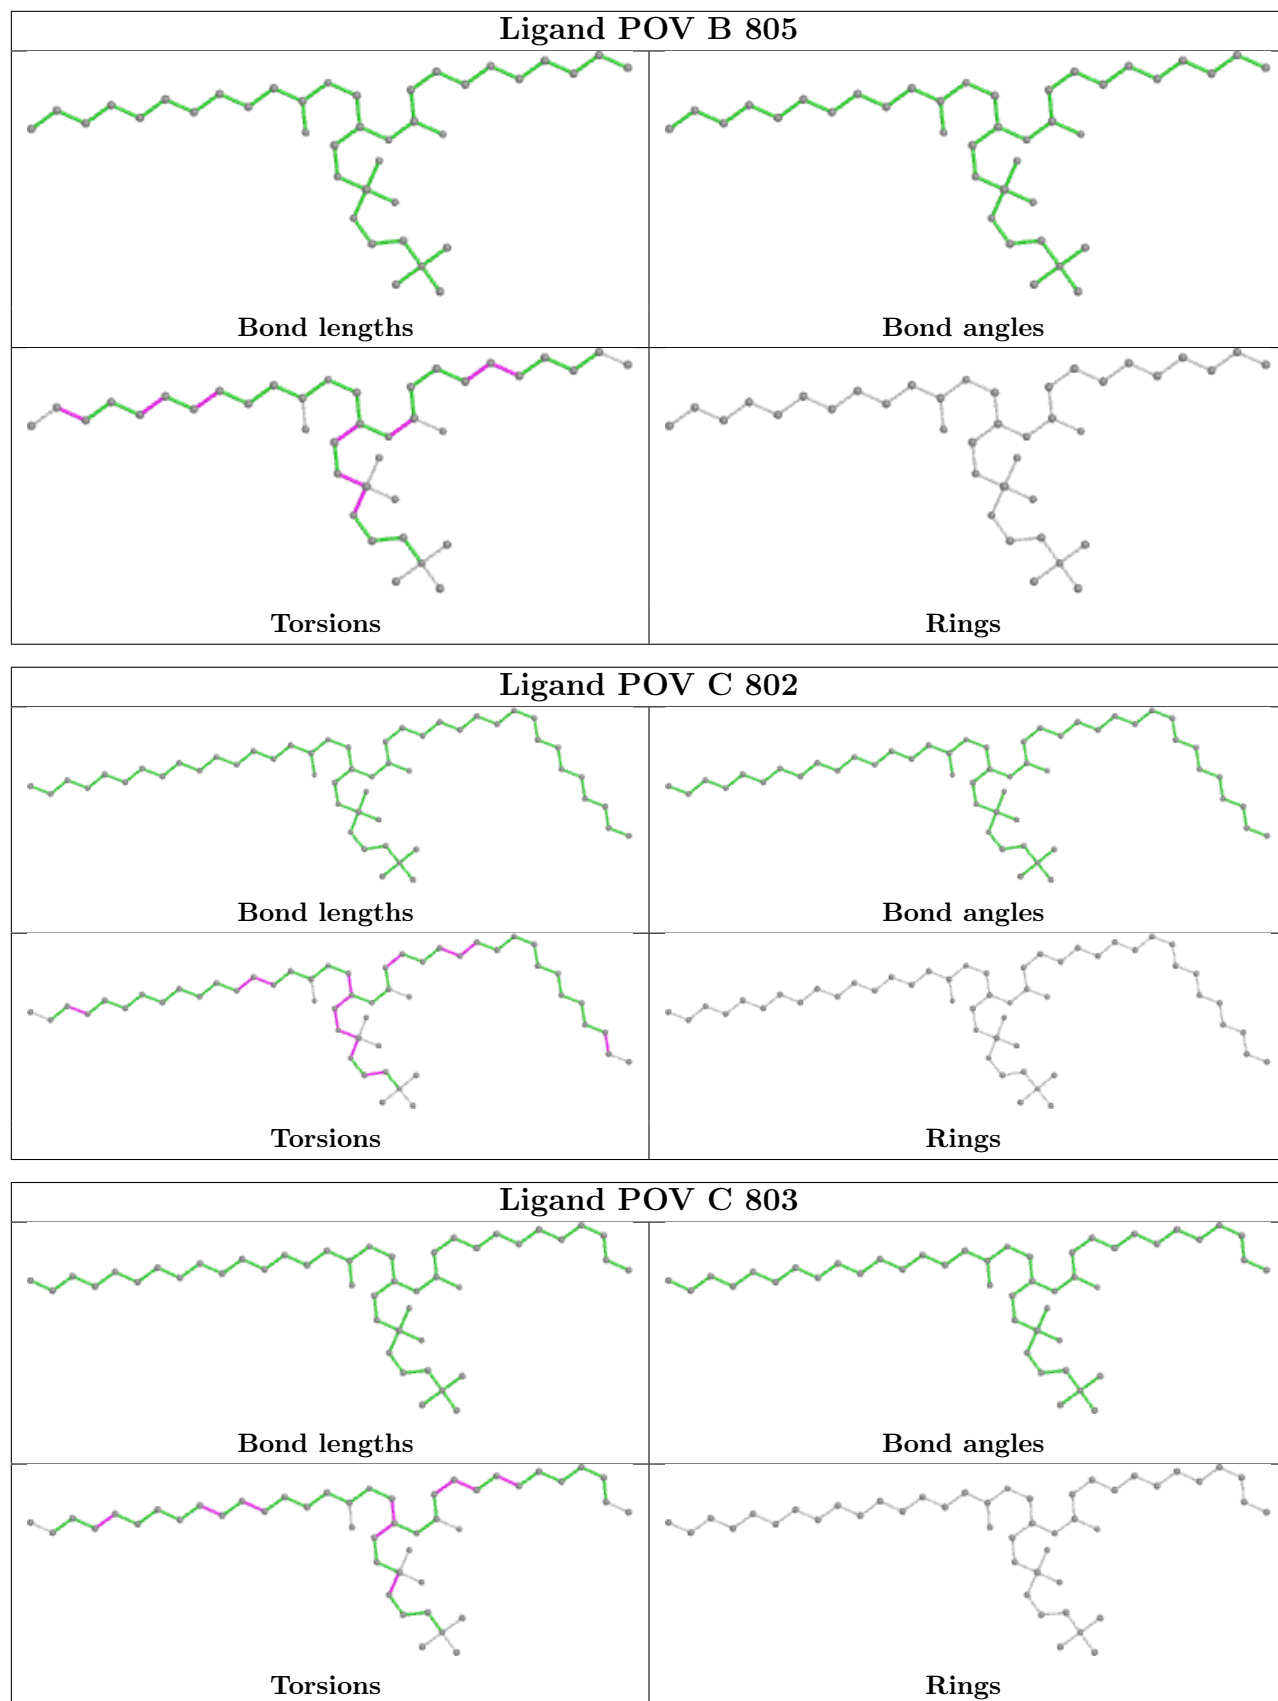 Ligand POV B 805
Bond lengths
Bond angles
Torsions
Rings
Ligand POV C 802
Bond lengths
Bond angles
Torsions
Rings
Ligand POV C 803
Bond lengths
Bond angles
Torsions
Rings